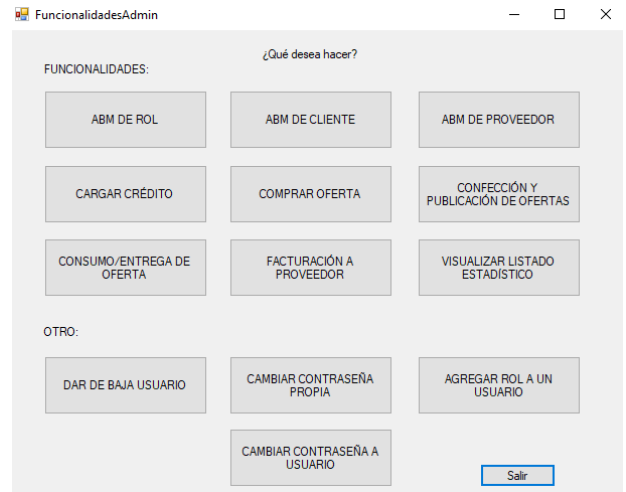 FuncionalidadesAdmin
¿Qué desea hacer?
FUNCIONALIDADES:
ABM DE ROL
ABM DE CLIENTE
ABM DE PROVEEDOR
CARGAR CRÉDITO
COMPRAR OFERTA
CONFECCIÓN Y
PUBLICACIÓN DE OFERTAS
CONSUMO/ENTREGA DE
OFERTA
FACTURACIÓN A
PROVEEDOR
VISUALIZAR LISTADO
ESTADÍSTICO
OTRO:
DAR DE BAJA USUARIO
CAMBIAR CONTRASEÑA
PROPIA
AGREGAR ROL A UN
USUARIO
CAMBIAR CONTRASEÑA A
USUARIO
Salir